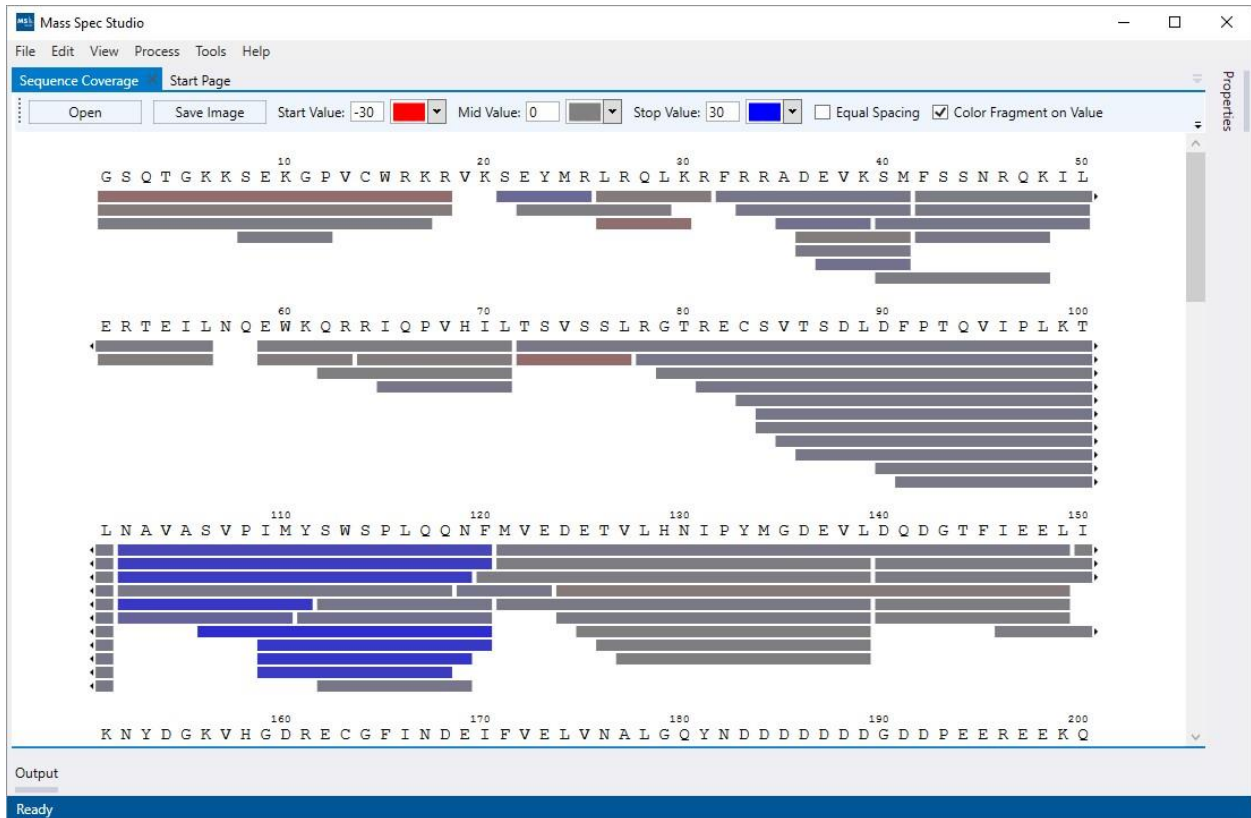 MS
Mass Spec Studio
File Edit View Process Tools Help
Sequence Coverage Start Page
Properties
Open Save Image Start Value: -30 Mid Value: 0 Stop Value: 30 Equal Spacing Color Fragment on Value
10 20 30 40 50
G S Q T G K K S E K G P V C W R K R V K S E Y M R L R Q L K R F R R A D E V K S M F S S N R Q K I L
60 70 80 90 100
E R T E I L N Q E W K Q R R I Q P V H I L T S V S S L R G T R E C S V T S D L D F P T Q V I P L K T
110 120 130 140 150
L N A V A S V P I M Y S W S P L Q Q N F M V E D E T V L H N I P Y M G D E V L D Q D G T F I E E L I
160 170 180 190 200
K N Y D G K V H G D R E C G F I N D E I F V E L V N A L G Q Y N D D D D D D D G D D P E E R E E K Q
Output
Ready